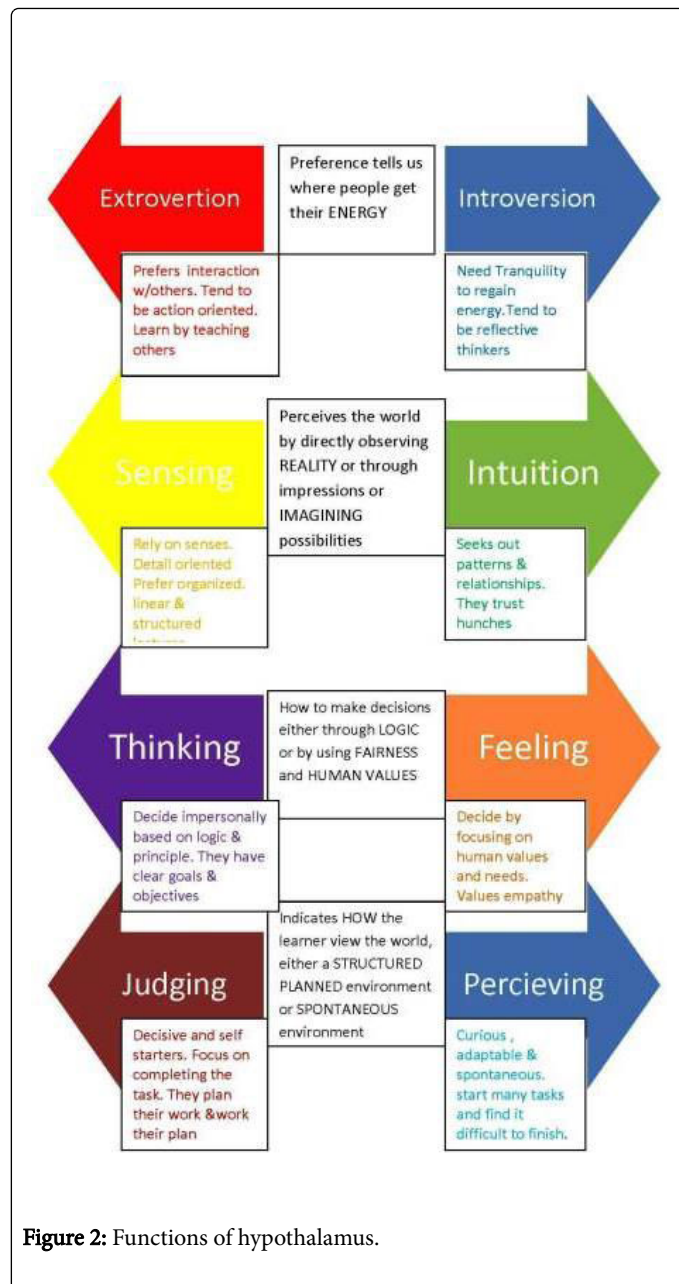 Extrovertion
Preference tells us
where people get
their ENERGY
Introversion
Prefers interaction
w/others. Tend to
be action oriented.
Learn by teaching
others
Need Tranquility
to regain
energy.Tend to
be reflective
thinkers
Sensing
Perceives the world
by directly observing
REALITY or through
impressions or
IMAGINING
possibilities
Intuition
Rely on senses.
Detail oriented
Prefer organized.
linear &
structured
Seeks out
patterns &
relationships.
They trust
hunches
Thinking
How to make decisions
either through LOGIC
or by using FAIRNESS
and HUMAN VALUES
Feeling
Decide impersonally
based on logic &
principle. They have
clear goals &
objectives
Decide by
focusing on
human values
and needs.
Values empathy
Judging
Indicates HOW the
learner view the world,
either a STRUCTURED
PLANNED environment
or SPONTANEOUS
environment
Percieving
Decisive and self
starters. Focus on
completing the
task. They plan
their work &work
their plan
Curious ,
adaptable &
spontaneous.
start many tasks
and find it
difficult to finish.
Figure 2: Functions of hypothalamus.